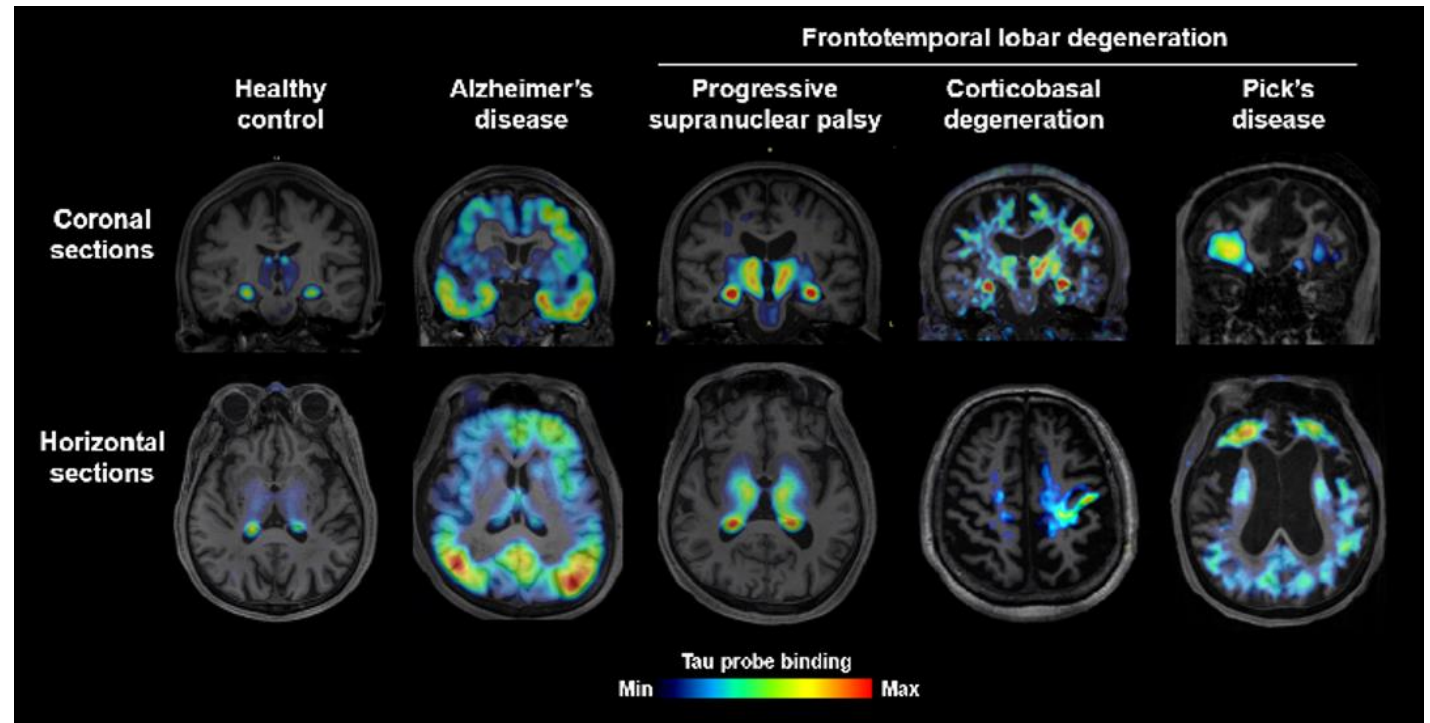 Frontotemporal lobar degeneration
Healthy control
Alzheimer's disease
Progressive supranuclear palsy
Corticobasal degeneration
Pick's disease
Coronal sections
Horizontal sections
Tau probe binding
Min Max